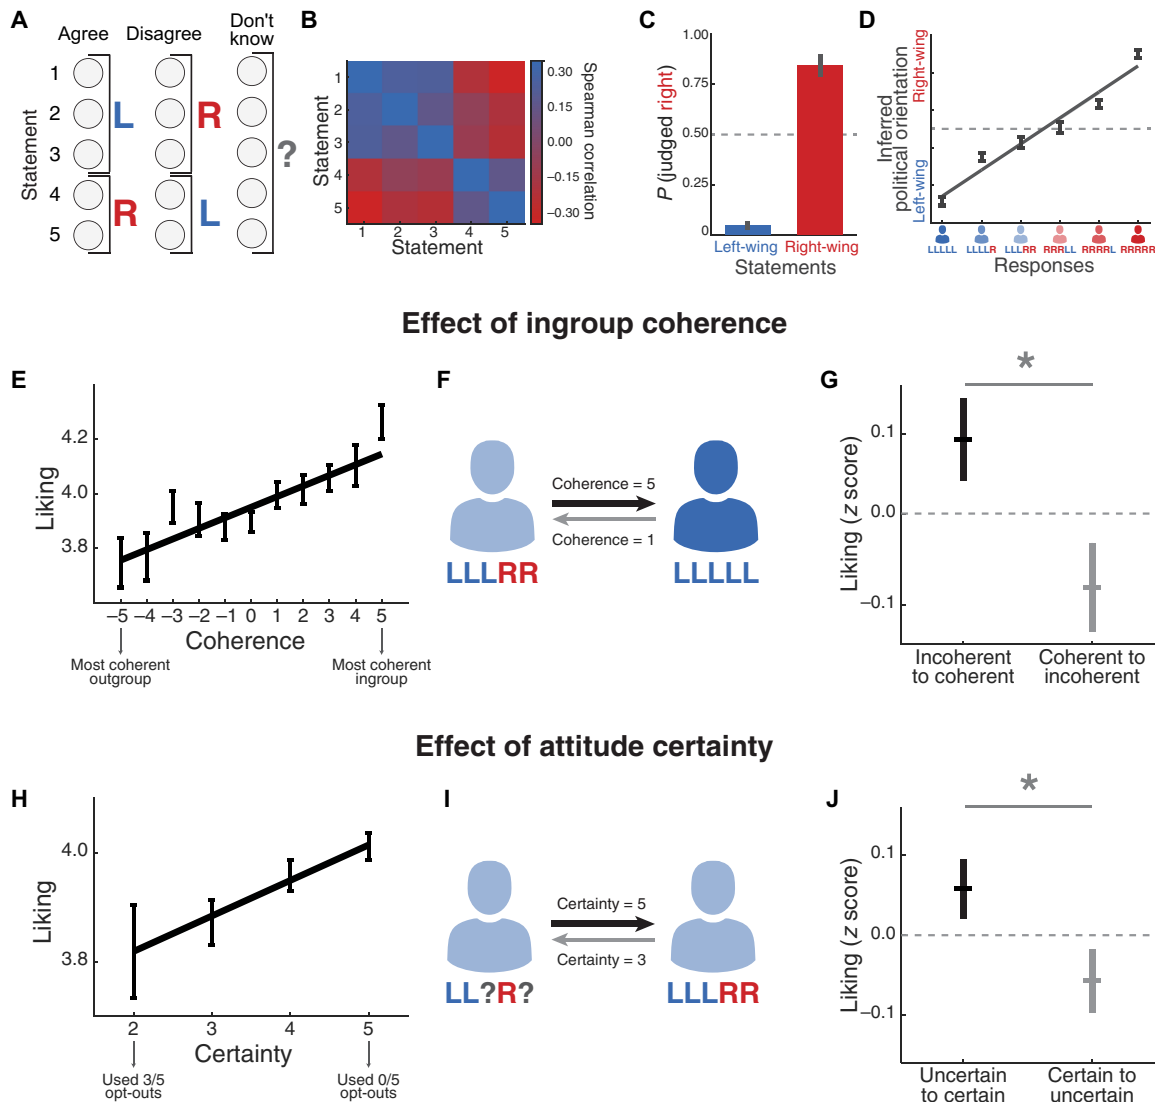 A
Agree
Disagree
Don't
know
Statement
1
2
3
4
5
L
R
R
L
?
B
Statement
1
2
3
4
5
1 2 3 4 5
Statement
0.30
0.15
0.00
−0.15
−0.30
Spearman correlation
C
P (judged right)
1.00
0.75
0.50
0.25
0
Left-wing Right-wing
Statements
D
Inferred
political orientation
Right-wing
Left-wing
LLLLL LLLLR LLLRR RRRLL RRRRL RRRRR
Responses
Effect of ingroup coherence
E
Liking
4.2
4.0
3.8
−5 −4 −3 −2 −1 0 1 2 3 4 5
Coherence
Most coherent
outgroup
Most coherent
ingroup
F
Coherence = 5
Coherence = 1
LLLRR
LLLLL
G
*
Liking (z score)
0.1
0.0
−0.1
Incoherent
to coherent
Coherent to
incoherent
Effect of attitude certainty
H
Liking
4.0
3.8
2 3 4 5
Certainty
Used 3/5
opt-outs
Used 0/5
opt-outs
I
Certainty = 5
Certainty = 3
LL?R?
LLLRR
J
*
Liking (z score)
0.1
0.0
−0.1
Uncertain
to certain
Certain to
uncertain